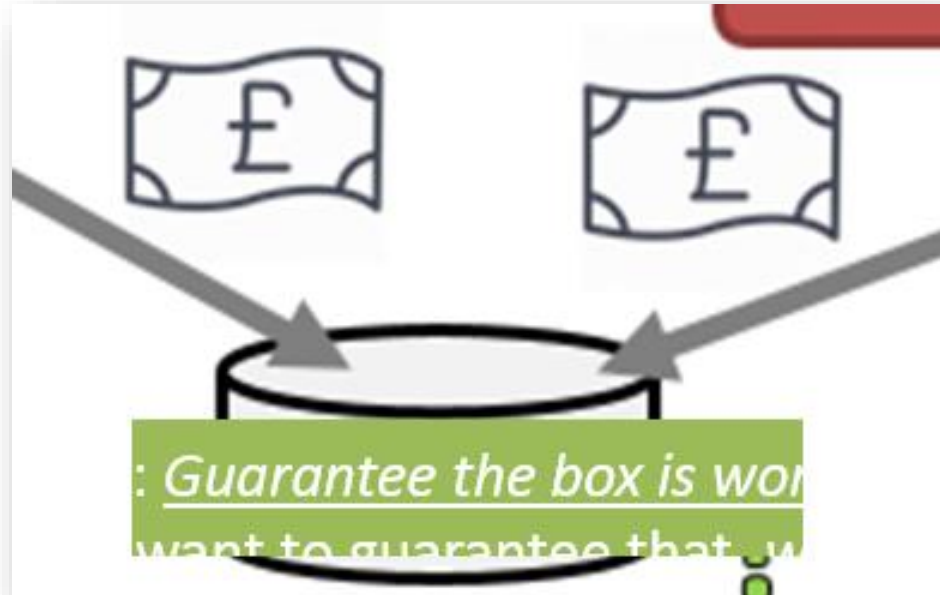 £ £
: Guarantee the box is
want to guarantee that